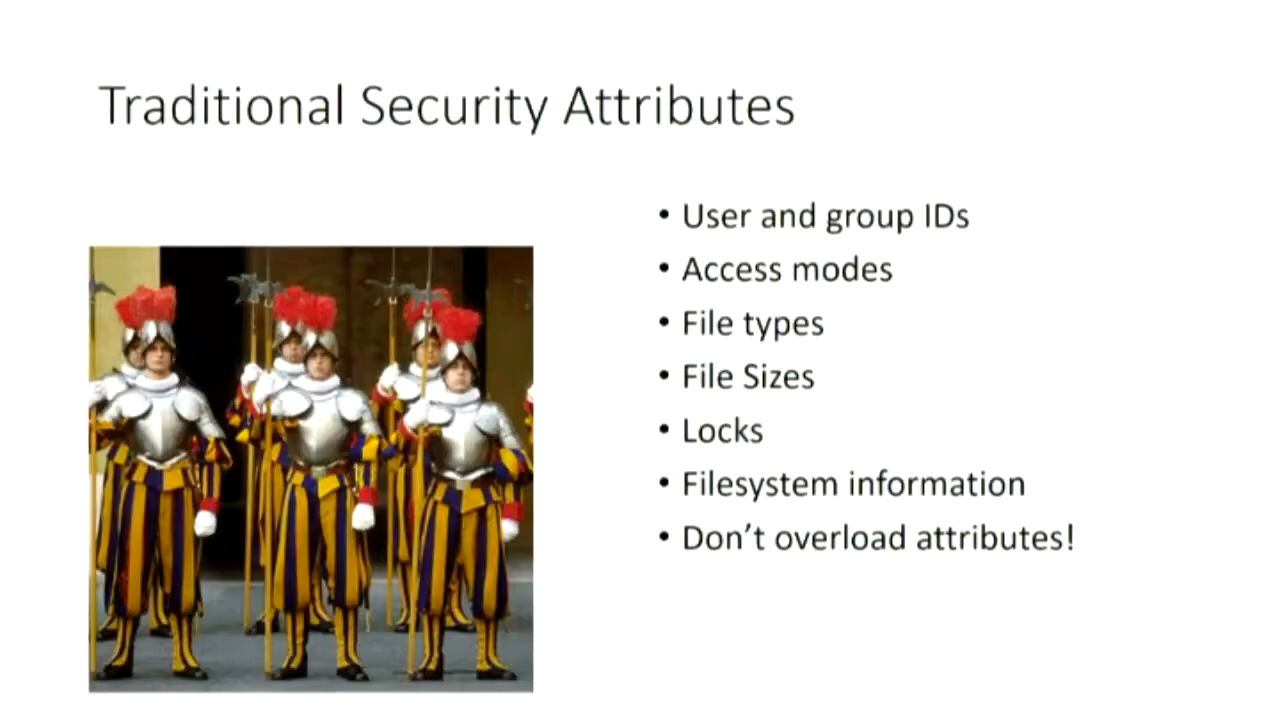 Traditional Security Attributes
• User and group IDs
• Access modes
• File types
• File Sizes
• Locks
• Filesystem information
• Don’t overload attributes!